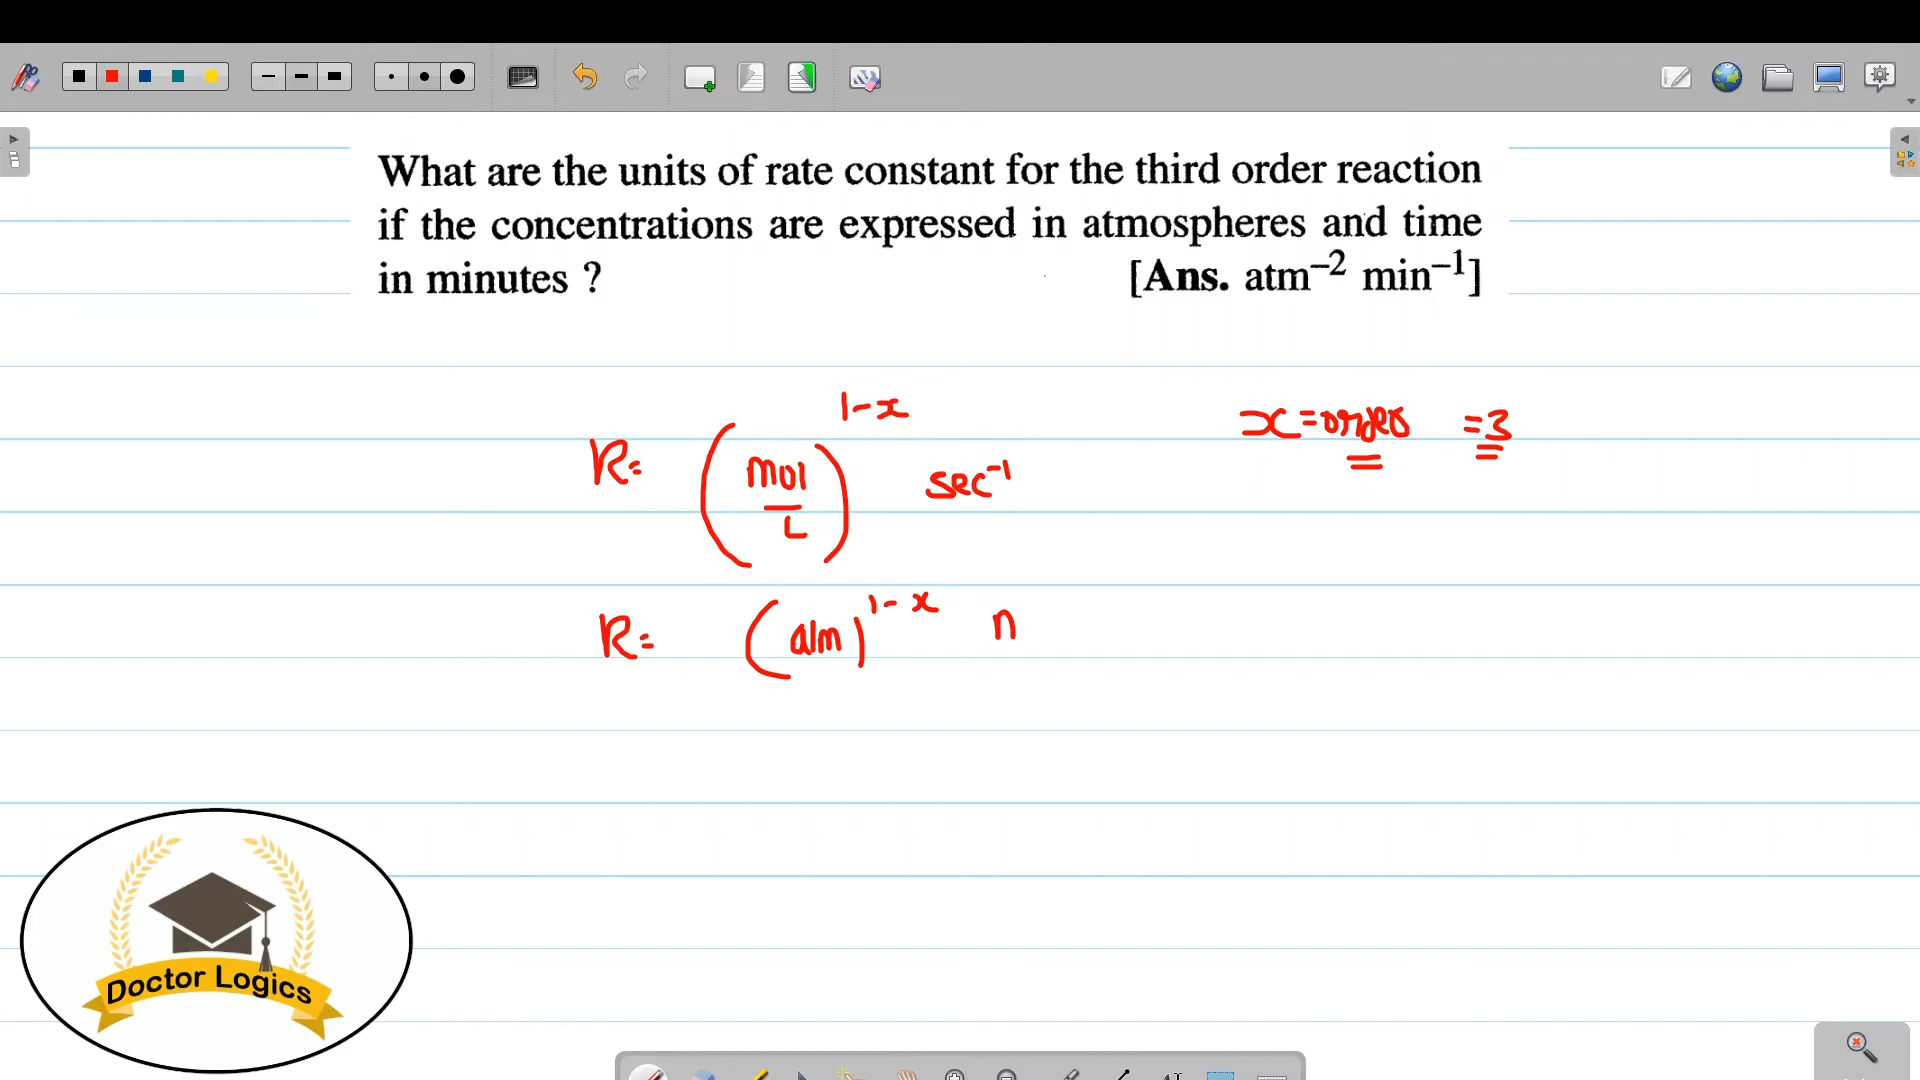 What are the units of rate constant for the third order reaction
if the concentrations are expressed in atmospheres and time
in minutes ? [Ans. atm⁻² min⁻¹]
K= (mol/L)^1-x sec⁻¹ x=order =3
K= (atm)^1-x n
Doctor Logics